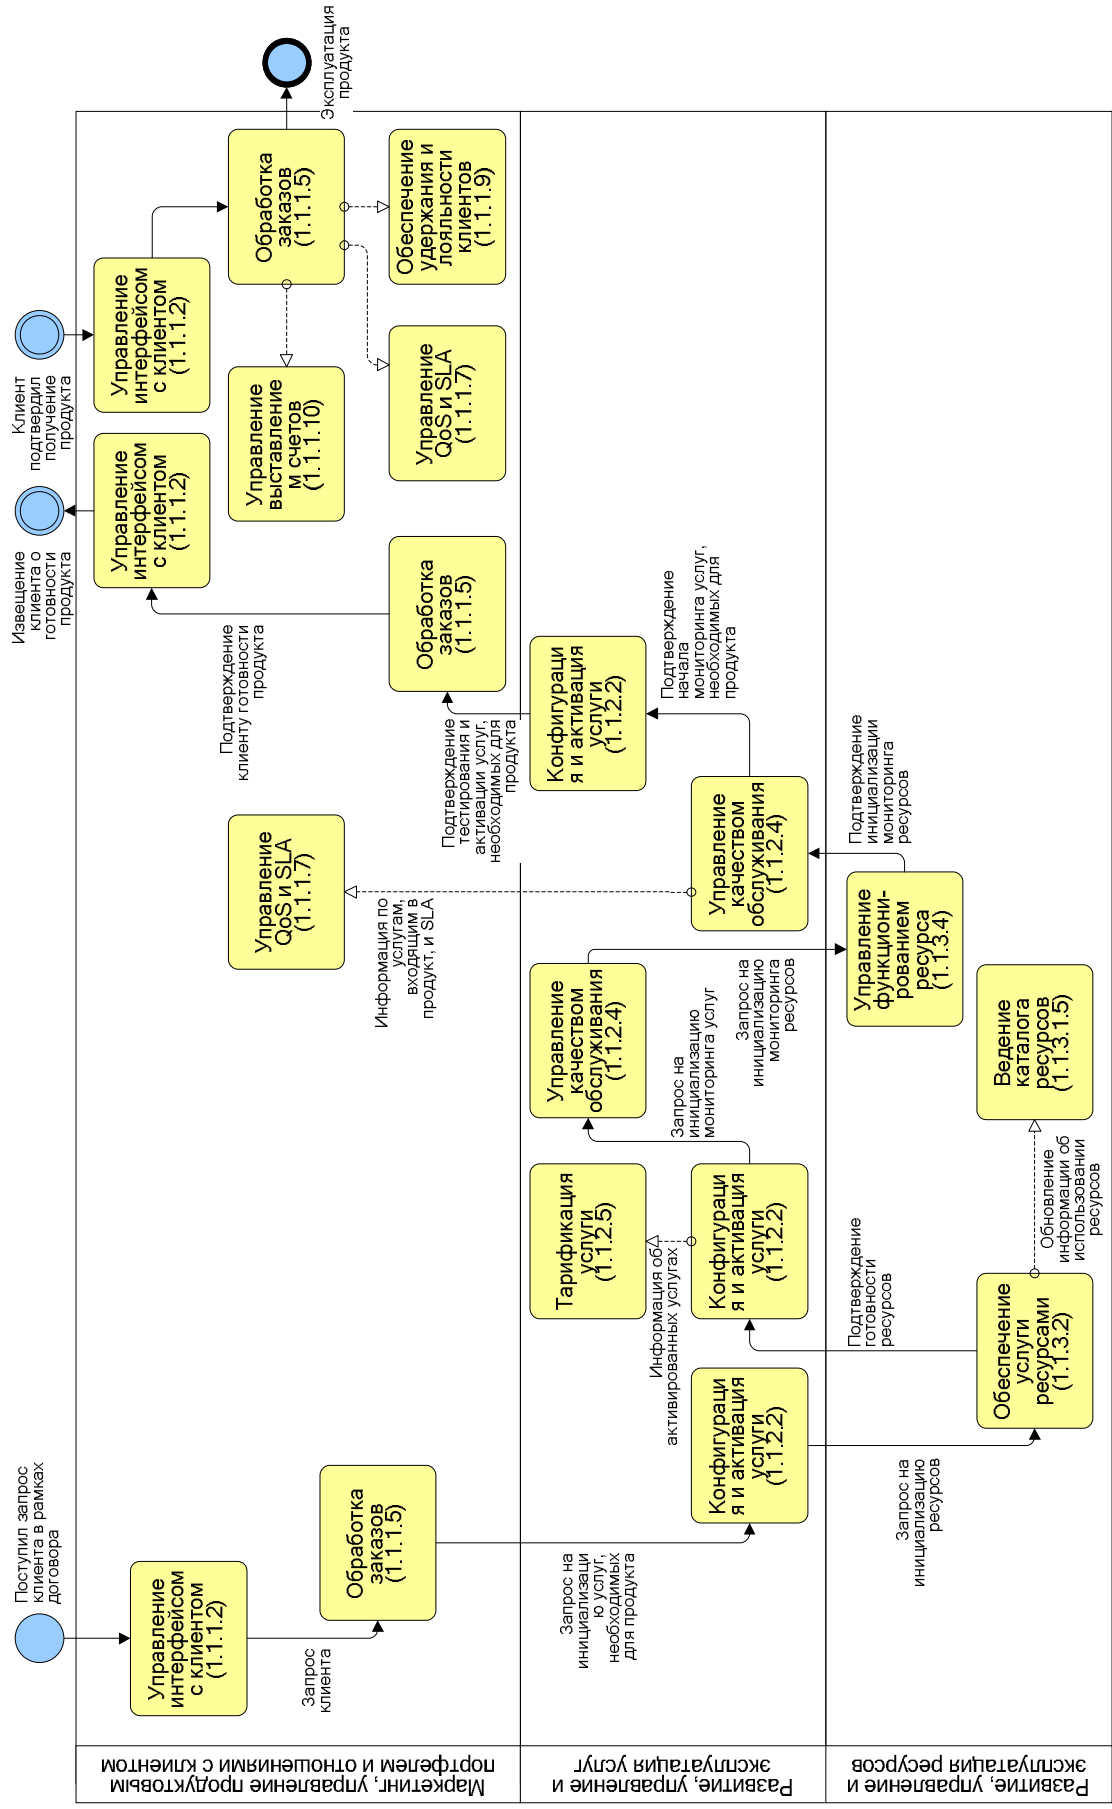 Маркетинг, управление продуктовым
портфелем и отношениями с клиентом
Поступил запрос
клиента в рамках
договора
Управление
интерфейсом
с клиентом
(1.1.1.2)
Запрос
клиента
Обработка
заказов
(1.1.1.5)
Управление
QoS и SLA
(1.1.1.7)
Информация по
услугам,
входящим в
продукт, и SLA
Подтверждение
тестирования и
активации услуг,
необходимых для
продукта
Обработка
заказов
(1.1.1.5)
Подтверждение
клиенту готовности
продукта
Управление
интерфейсом
с клиентом
(1.1.1.2)
Извещение
клиента о
готовности
продукта
Клиент
подтвердил
получение
продукта
Управление
интерфейсом
с клиентом
(1.1.1.2)
Обработка
заказов
(1.1.1.5)
Управление
выставление
м счетов
(1.1.1.10)
Управление
QoS и SLA
(1.1.1.7)
Обеспечение
удержания и
лояльности
клиентов
(1.1.1.9)
Эксплуатация
продукта
Развитие, управление и
эксплуатация услуг
Запрос на
инициализаци
ю услуг,
необходимых
для продукта
Конфигураци
я и активация
услуги
(1.1.2.2)
Конфигураци
я и активация
услуги
(1.1.2.2)
Информация об
активированных услугах
Тарификация
услуги
(1.1.2.5)
Запрос на
инициализацию
мониторинга услуг
Управление
качеством
обслуживания
(1.1.2.4)
Запрос на
инициализацию
мониторинга
ресурсов
Управление
качеством
обслуживания
(1.1.2.4)
Подтверждение
начала
мониторинга услуг,
необходимых для
продукта
Конфигураци
я и активация
услуги
(1.1.2.2)
Развитие, управление и
эксплуатация ресурсов
Запрос на
инициализацию
ресурсов
Обеспечение
услуги
ресурсами
(1.1.3.2)
Подтверждение
готовности
ресурсов
Обновление
информации об
использовании
ресурсов
Ведение
каталога
ресурсов
(1.1.3.1.5)
Управление
функциони-
рованием
ресурса
(1.1.3.4)
Подтверждение
инициализации
мониторинга
ресурсов